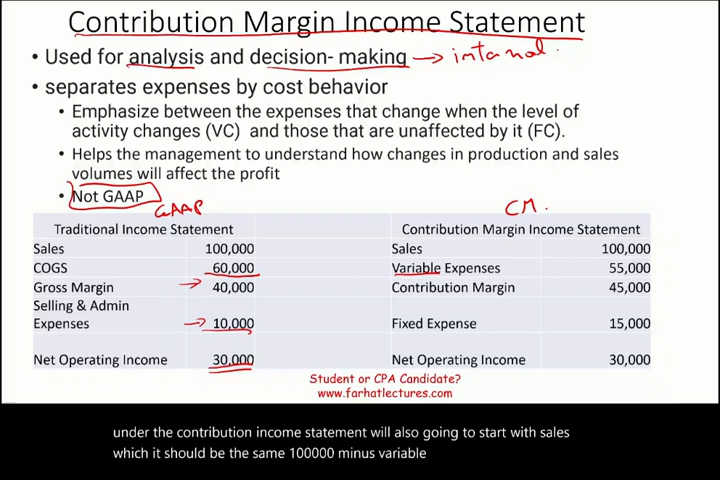 Contribution Margin Income Statement
• Used for analysis and decision- making → internal.
• separates expenses by cost behavior
• Emphasize between the expenses that change when the level of
activity changes (VC) and those that are unaffected by it (FC).
• Helps the management to understand how changes in production and sales
volumes will affect the profit
• Not GAAP
GAAP CM.
Traditional Income Statement Contribution Margin Income Statement
Sales 100,000 Sales 100,000
COGS 60,000 Variable Expenses 55,000
Gross Margin → 40,000 Contribution Margin 45,000
Selling & Admin
Expenses → 10,000 Fixed Expense 15,000
Net Operating Income 30,000 Net Operating Income 30,000
Student or CPA Candidate?
www.farhatlectures.com
under the contribution income statement will also going to start with sales
which it should be the same 100000 minus variable